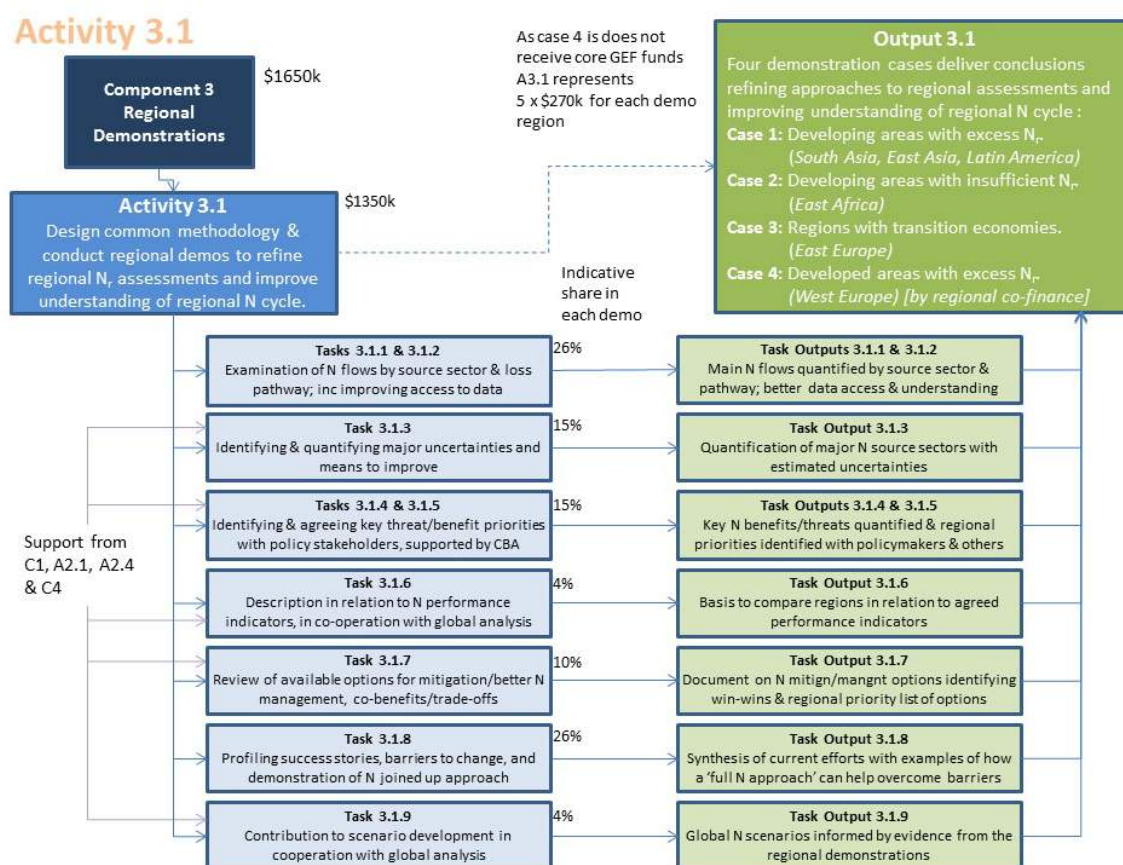 Activity 3.1
Component 3
Regional
Demonstrations
$1650k
As case 4 is does not
receive core GEF funds
A3.1 represents
5 x $270k for each demo
region
Output 3.1
Four demonstration cases deliver conclusions
refining approaches to regional assessments and
improving understanding of regional N cycle :
Case 1: Developing areas with excess Nr.
(South Asia, East Asia, Latin America)
Case 2: Developing areas with insufficient Nr.
(East Africa)
Case 3: Regions with transition economies.
(East Europe)
Case 4: Developed areas with excess Nr.
(West Europe) [by regional co-finance]
Activity 3.1
Design common methodology &
conduct regional demos to refine
regional Nr assessments and improve
understanding of regional N cycle.
$1350k
Indicative
share in
each demo
Tasks 3.1.1 & 3.1.2
Examination of N flows by source sector & loss
pathway; inc improving access to data
26%
Task Outputs 3.1.1 & 3.1.2
Main N flows quantified by source sector &
pathway; better data access & understanding
Task 3.1.3
Identifying & quantifying major uncertainties and
means to improve
15%
Task Output 3.1.3
Quantification of major N source sectors with
estimated uncertainties
Tasks 3.1.4 & 3.1.5
Identifying & agreeing key threat/benefit priorities
with policy stakeholders, supported by CBA
15%
Task Outputs 3.1.4 & 3.1.5
Key N benefits/threats quantified & regional
priorities identified with policymakers & others
Support from
C1, A2.1, A2.4
& C4
Task 3.1.6
Description in relation to N performance
indicators, in co-operation with global analysis
4%
Task Output 3.1.6
Basis to compare regions in relation to agreed
performance indicators
Task 3.1.7
Review of available options for mitigation/better N
management, co-benefits/trade-offs
10%
Task Output 3.1.7
Document on N mitign/mangnt options identifying
win-wins & regional priority list of options
Task 3.1.8
Profiling success stories, barriers to change, and
demonstration of N joined up approach
26%
Task Output 3.1.8
Synthesis of current efforts with examples of how
a 'full N approach' can help overcome barriers
Task 3.1.9
Contribution to scenario development in
cooperation with global analysis
4%
Task Output 3.1.9
Global N scenarios informed by evidence from the
regional demonstrations